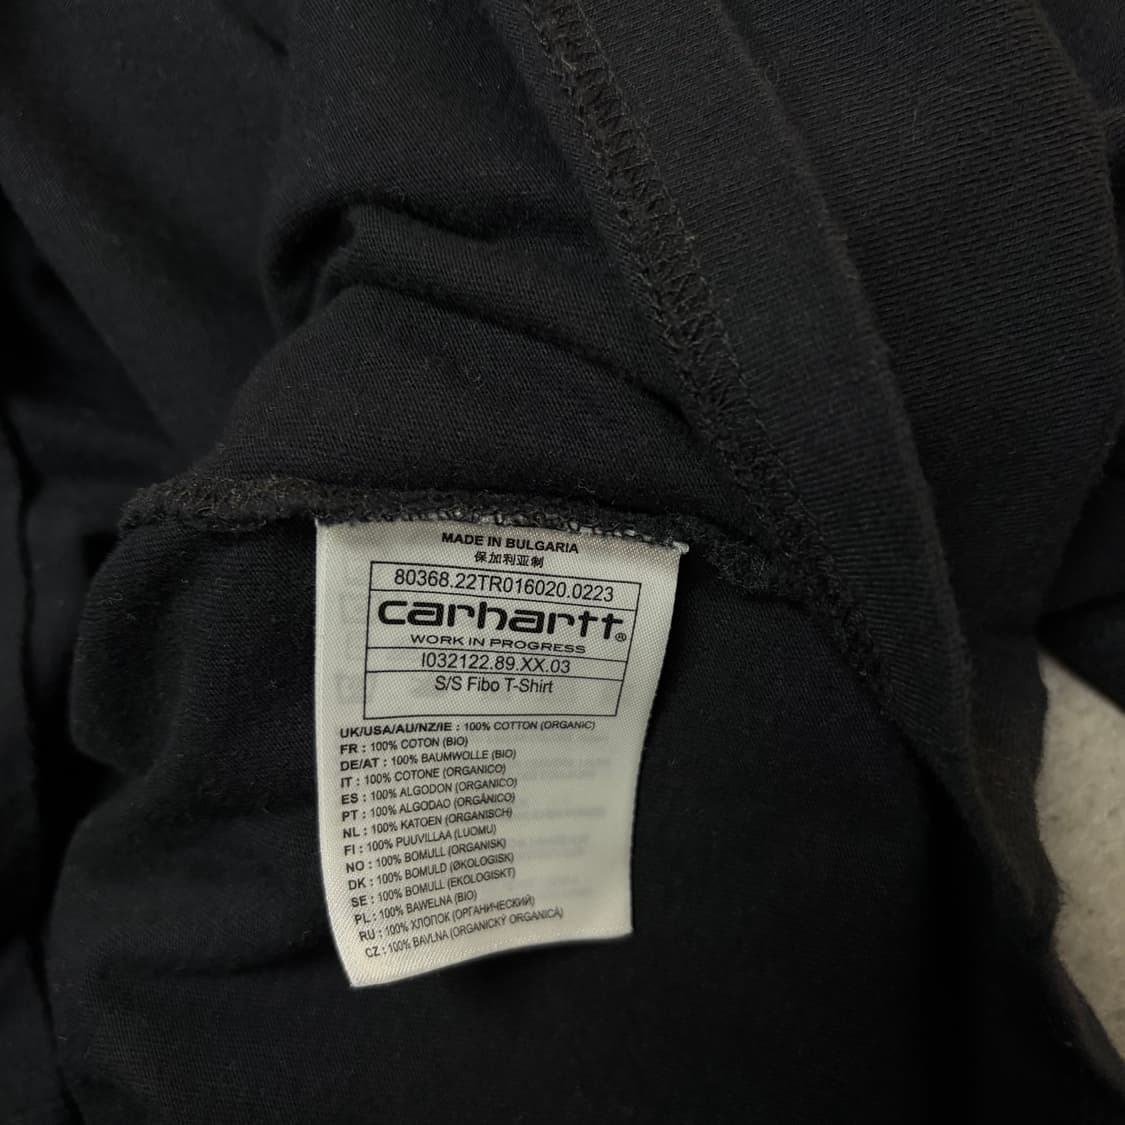 MADE IN BULGARIA
保加利亚制
80368.22TR016020.0223
carhartt®
WORK IN PROGRESS
I032122.89.XX.03
S/S Fibo T-Shirt
UK/USA/AU/NZ/IE : 100% COTTON (ORGANIC)
FR : 100% COTON (BIO)
DE/AT : 100% BAUMWOLLE (BIO)
IT : 100% COTONE (ORGANICO)
ES : 100% ALGODON (ORGANICO)
PT : 100% ALGODAO (ORGÂNICO)
NL : 100% KATOEN (ORGANISCH)
FI : 100% PUUVILLAA (LUOMU)
NO : 100% BOMULL (ORGANISK)
DK : 100% BOMULD (ØKOLOGISK)
SE : 100% BOMULL (EKOLOGISKT)
PL : 100% BAWELNA (BIO)
RU : 100% ХЛОПОК (ОРГАНИЧЕСКИЙ)
CZ : 100% BAVLNA (ORGANICKÝ ORGANICÁ)